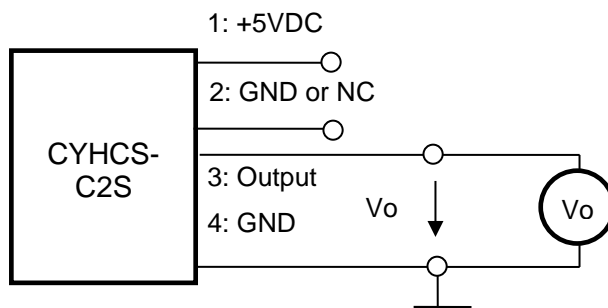 1: +5VDC
2: GND or NC
CYHCS-
C2S
3: Output
4: GND
Vo
Vo